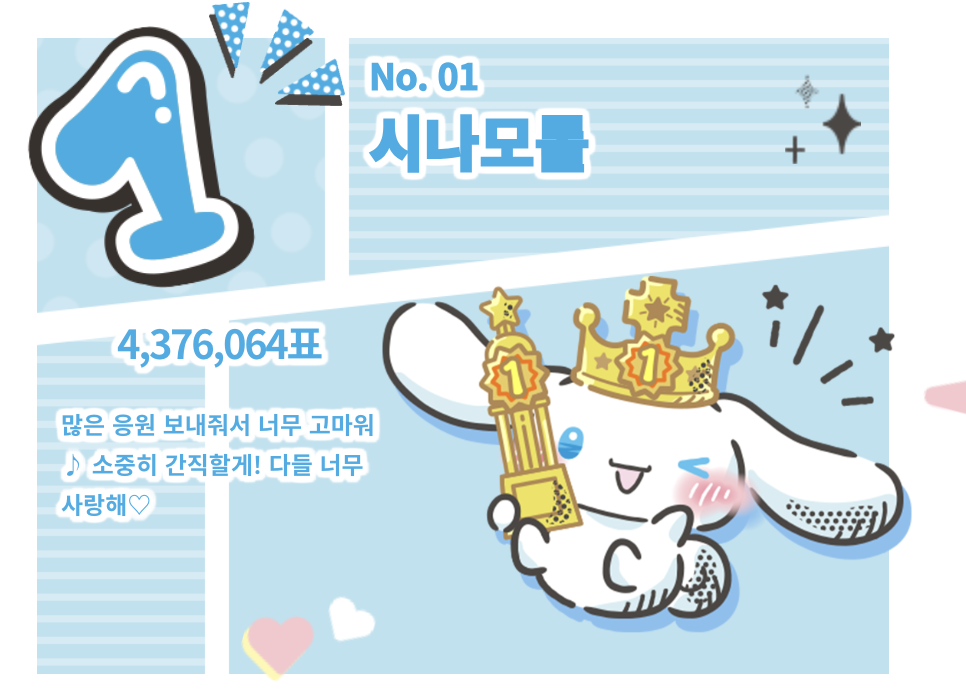 1
No. 01
시나모롤
4,376,064표
많은 응원 보내줘서 너무 고마워
♪ 소중히 간직할게! 다들 너무
사랑해♡
1
1